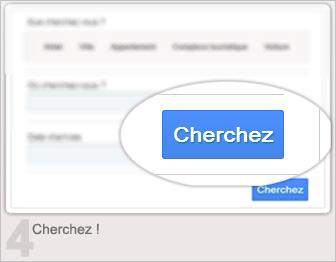 Que cherchez-vous ?
Hôtel Villa Appartement Complexe touristique Voiture
Où cherchez-vous ?
Date d'arrivée
Cherchez
Cherchez
4 Cherchez !